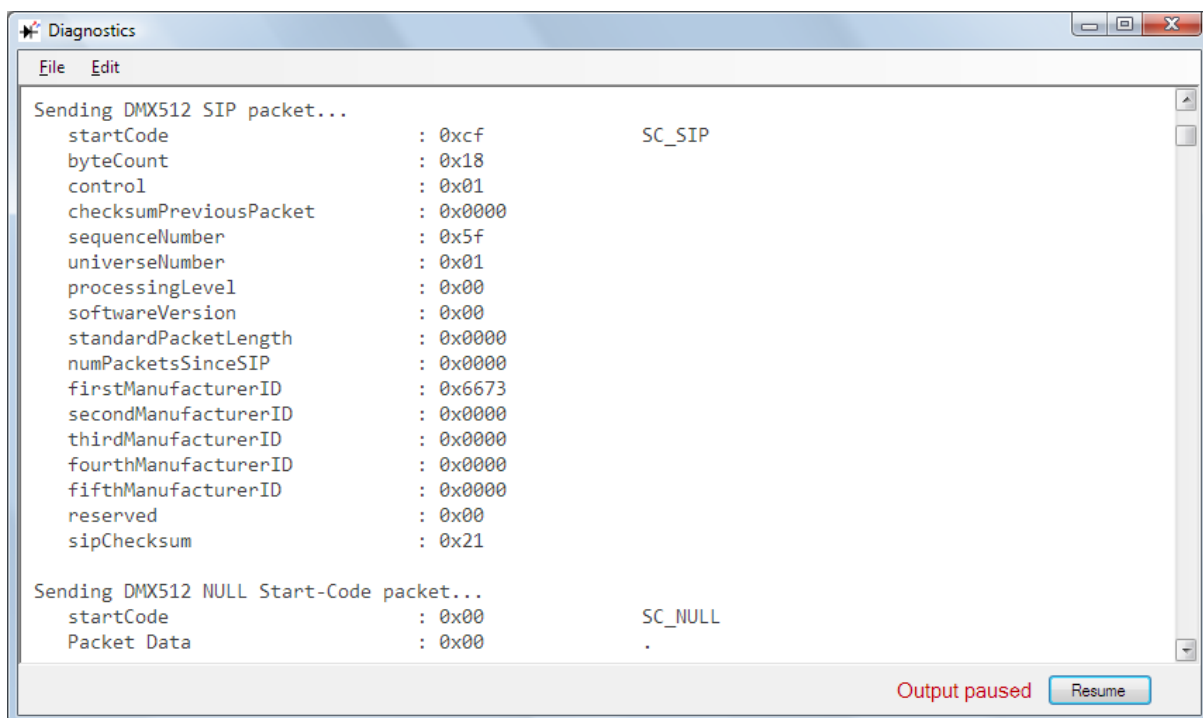 Diagnostics
File Edit
Sending DMX512 SIP packet...
startCode : 0xcf SC_SIP
byteCount : 0x18
control : 0x01
checksumPreviousPacket : 0x0000
sequenceNumber : 0x5f
universeNumber : 0x01
processingLevel : 0x00
softwareVersion : 0x00
standardPacketLength : 0x0000
numPacketsSinceSIP : 0x0000
firstManufacturerID : 0x6673
secondManufacturerID : 0x0000
thirdManufacturerID : 0x0000
fourthManufacturerID : 0x0000
fifthManufacturerID : 0x0000
reserved : 0x00
sipChecksum : 0x21
Sending DMX512 NULL Start-Code packet...
startCode : 0x00 SC_NULL
Packet Data : 0x00 .
Output paused Resume